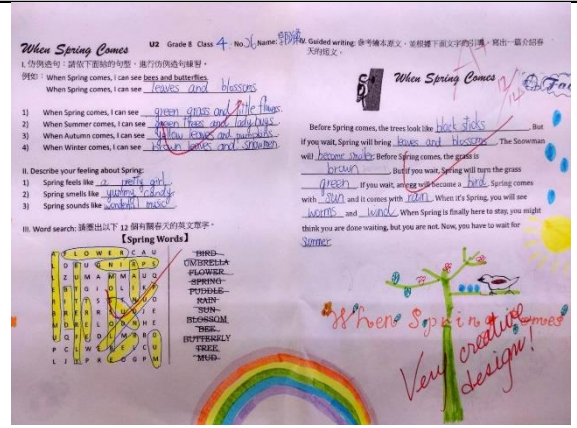 When Spring Comes
U2 Grade 8 Class 4 No. 26 Name:
I. 仿例造句：請依下面給的句型，進行仿造句練習。
例如：When Spring comes, I can see bees and butterflies.
When Spring comes, I can see leaves and blossoms
1) When Spring comes, I can see green grass and little flowers.
2) When Summer comes, I can see green trees and lady bugs.
3) When Autumn comes, I can see yellow leaves and pumpkins.
4) When Winter comes, I can see brown leaves and snowmen.
II. Describe your feeling about Spring:
1) Spring feels like a pretty girl
2) Spring smells like yummy candy
3) Spring sounds like wonderful music
III. Word search: 請圈出以下 12 個有關春天的英文單字。
【Spring Words】
A FLOWER C A U
BIRD
UMBRELLA
FLOWER
SPRING
PUDDLE
RAIN
SUN
BLOSSOM
BEE
BUTTERFLY
TREE
MUD
IV. Guided writing: 參考繪本原文，並根據下面文字的引導，寫出一篇介紹春天的短文。
When Spring Comes
12/14
Before Spring comes, the trees look like black sticks. But
if you wait, Spring will bring leaves and blossoms. The Snowman
will become smaller. Before Spring comes, the grass is
brown. But if you wait, Spring will turn the grass
green. If you wait, an egg will become a bird. Spring comes
with sun and it comes with rain. When it's Spring, you will see
worms and wind. When Spring is finally here to stay, you might
think you are done waiting, but you are not. Now, you have to wait for
Summer.
When Spring comes
Very creative design!